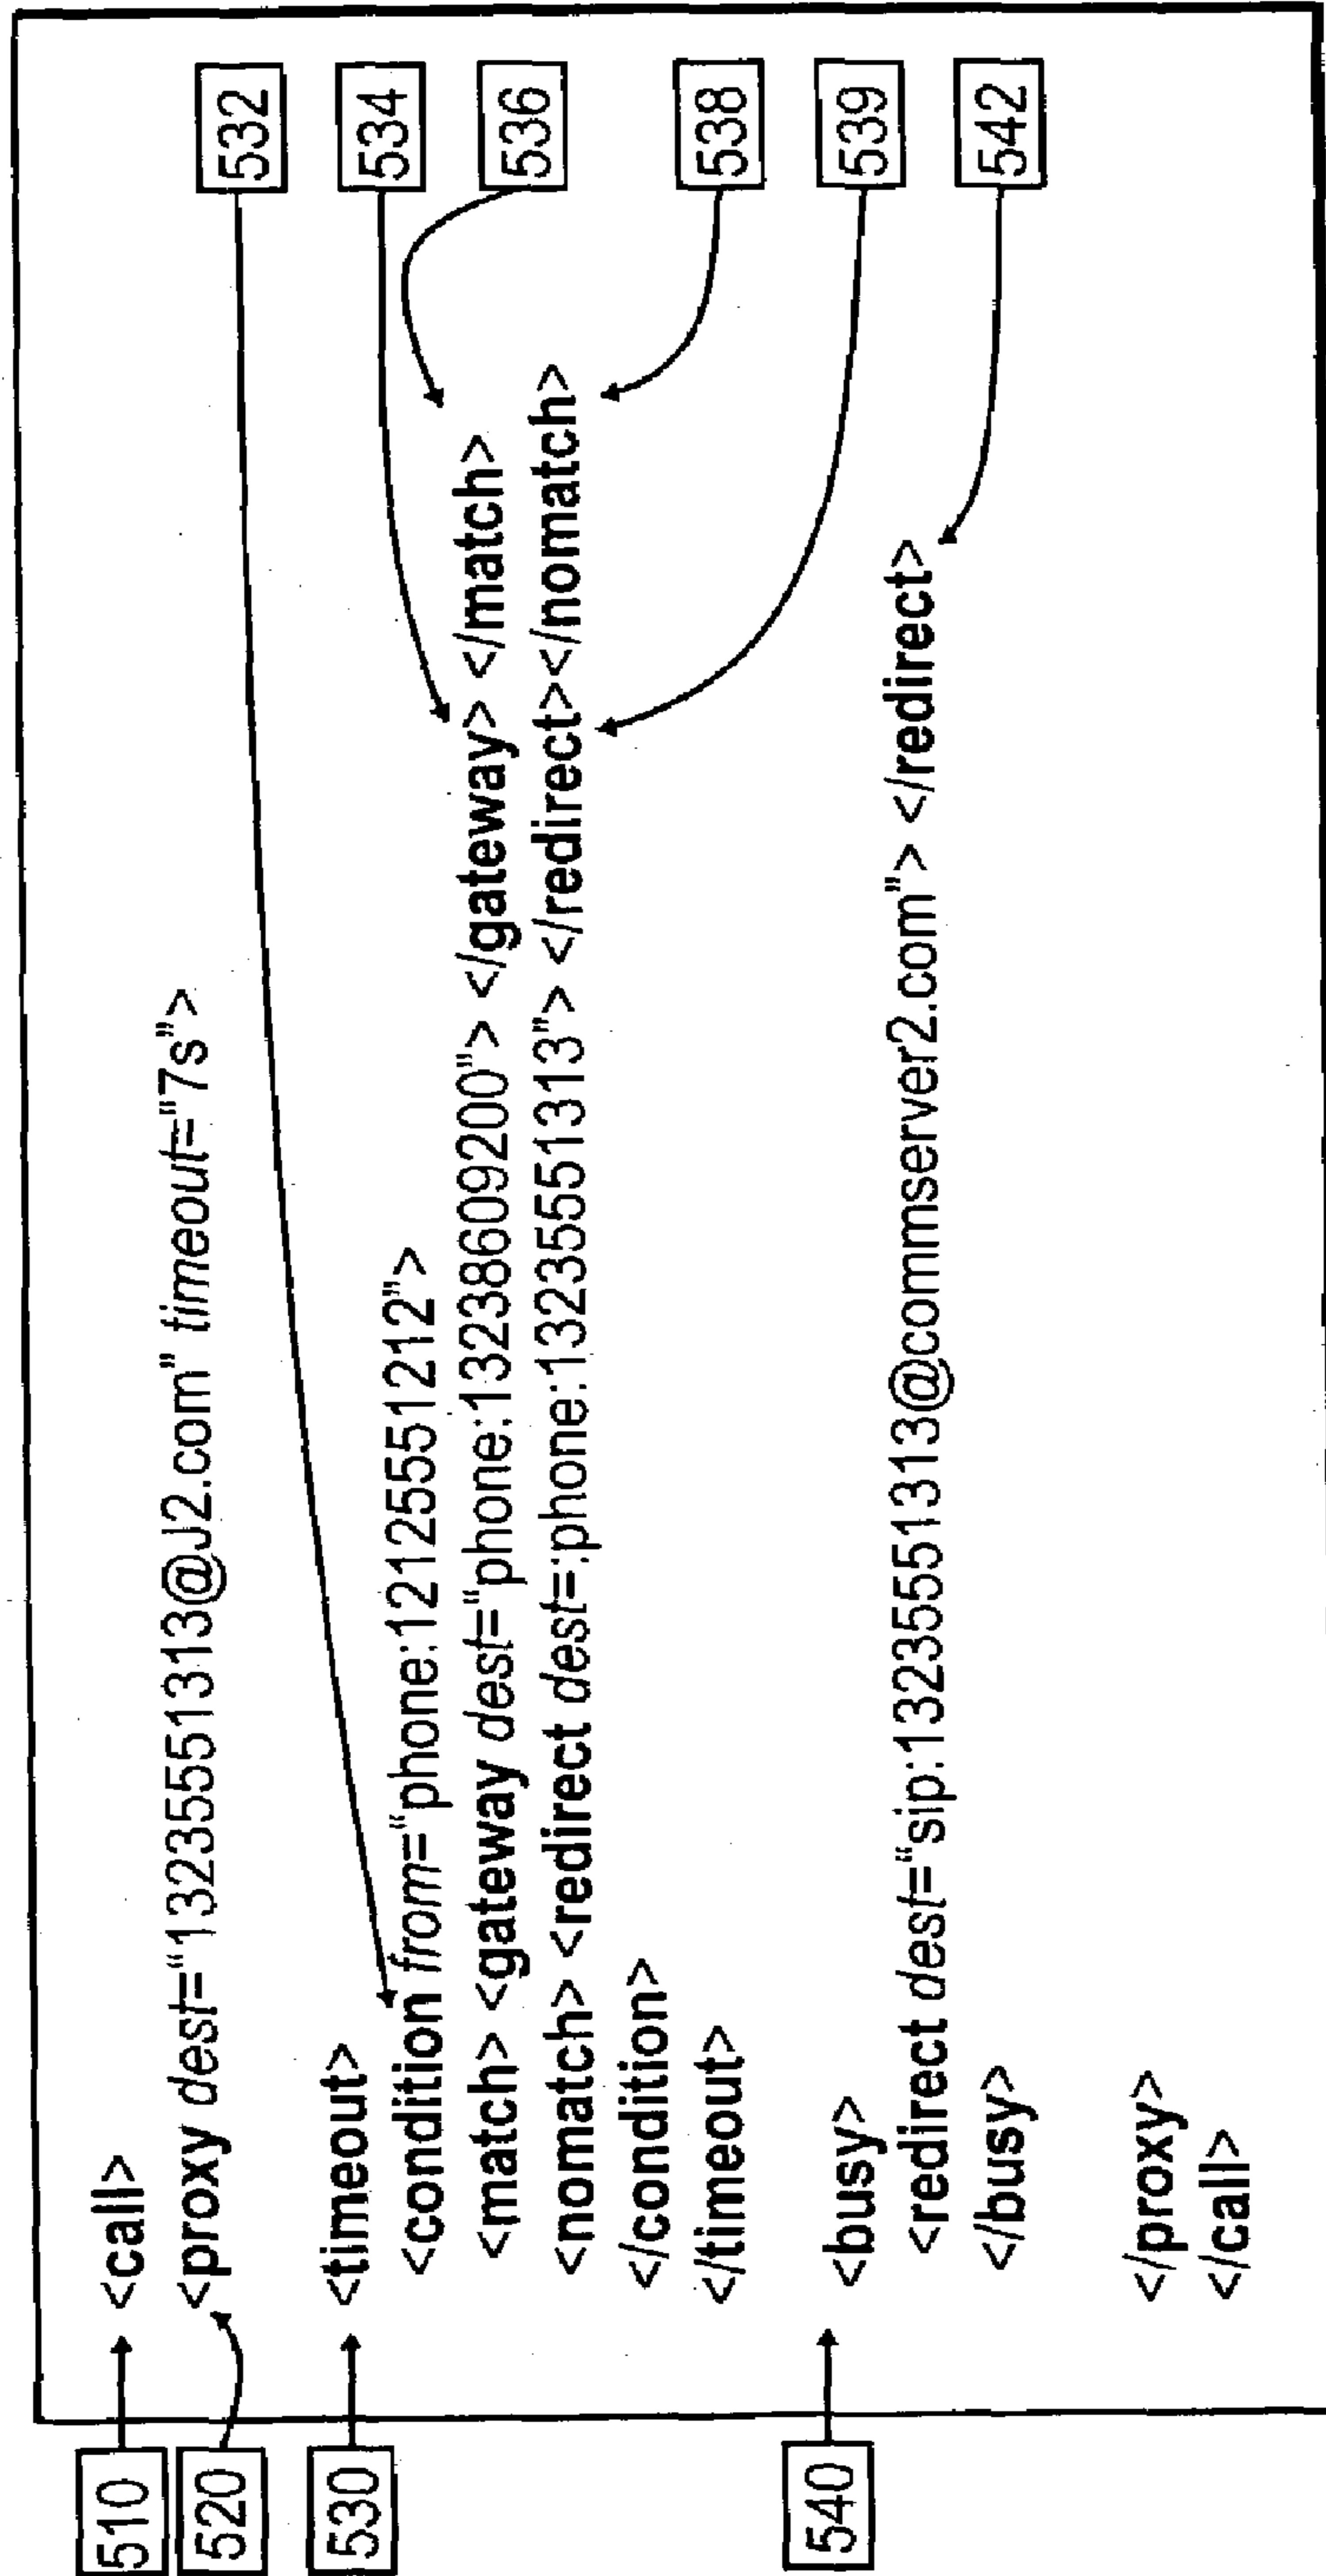 510
<call>
520
<proxy dest=“13235551313@J2.com” timeout=“7s”>
532
530
<timeout>
534
<condition from=“phone:12125551212”>
536
<match> <gateway dest=“phone:13238609200”> </gateway> </match>
<nomatch> <redirect dest=:phone:13235551313”> </redirect></nomatch>
</condition>
538
</timeout>
540
<busy>
539
<redirect dest=“sip:13235551313@commserver2.com”> </redirect>
542
</busy>
</proxy>
</call>